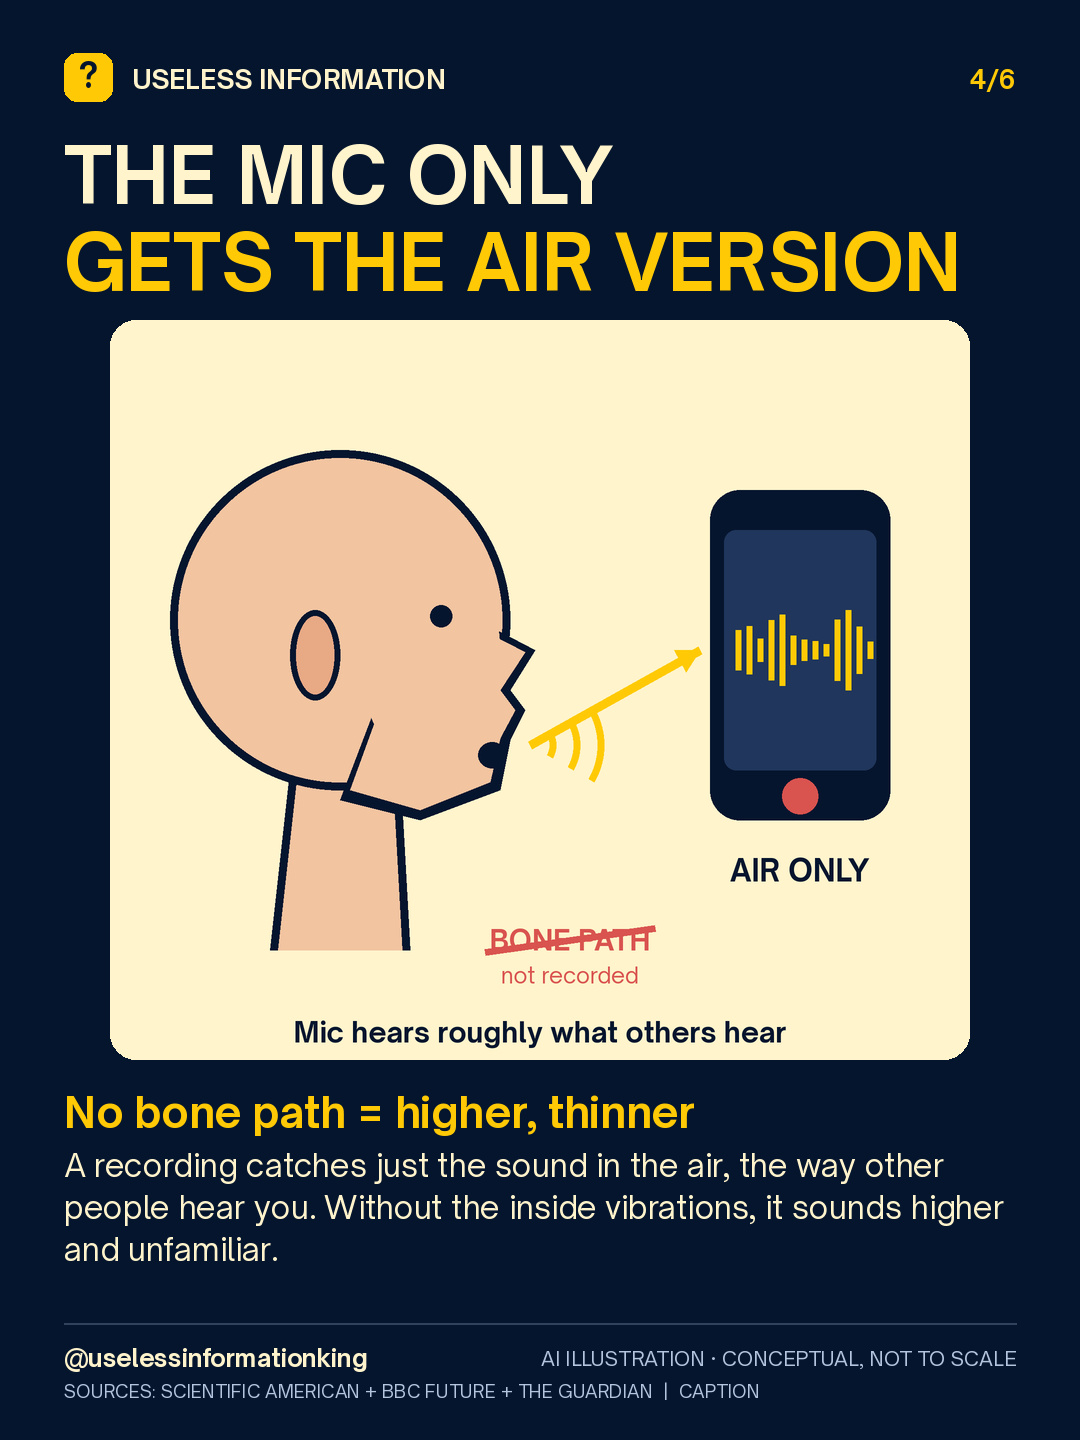 ?
USELESS INFORMATION
4/6
THE MIC ONLY
GETS THE AIR VERSION
AIR ONLY
BONE PATH
not recorded
Mic hears roughly what others hear
No bone path = higher, thinner
A recording catches just the sound in the air, the way other
people hear you. Without the inside vibrations, it sounds higher
and unfamiliar.
@uselessinformationking
AI ILLUSTRATION · CONCEPTUAL, NOT TO SCALE
SOURCES: SCIENTIFIC AMERICAN + BBC FUTURE + THE GUARDIAN | CAPTION